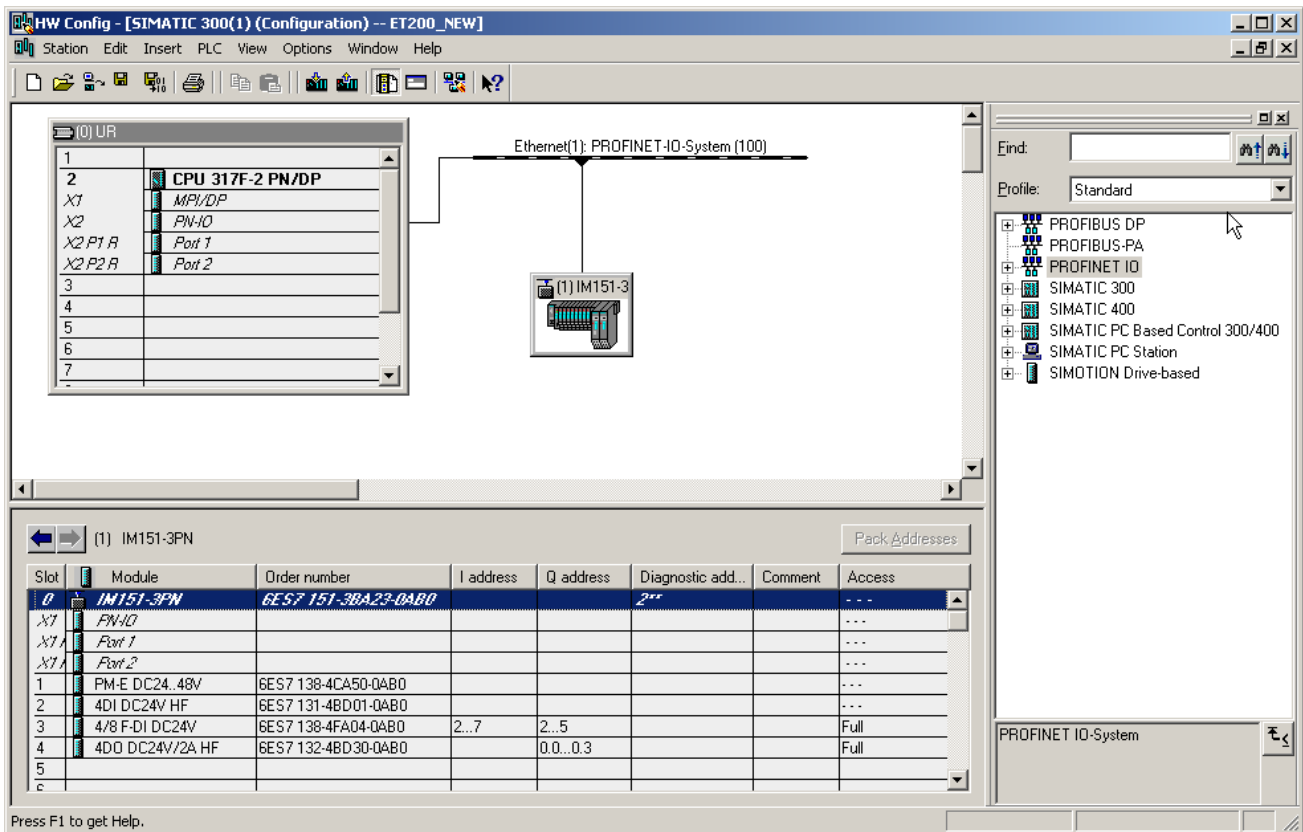 HW Config - [SIMATIC 300(1) (Configuration) -- ET200_NEW]
Station Edit Insert PLC View Options Window Help
(0) UR
1
2 CPU 317F-2 PN/DP
X1 MPI/DP
X2 PN-IO
X2 P1 R Port 1
X2 P2 R Port 2
3
4
5
6
7
Ethernet(1): PROFINET-IO-System (100)
(1) IM151-3
Find:
Profile: Standard
PROFIBUS DP
PROFIBUS-PA
PROFINET IO
SIMATIC 300
SIMATIC 400
SIMATIC PC Based Control 300/400
SIMATIC PC Station
SIMOTION Drive-based
PROFINET IO-System
(1) IM151-3PN
Pack Addresses
Slot Module Order number I address Q address Diagnostic add... Comment Access
0 IM151-3PN 6ES7 151-3BA23-0AB0 2** - - -
X1 PN-IO - - -
X1 Port 1 - - -
X1 Port 2 - - -
1 PM-E DC24..48V 6ES7 138-4CA50-0AB0 - - -
2 4DI DC24V HF 6ES7 131-4BD01-0AB0 - - -
3 4/8 F-DI DC24V 6ES7 138-4FA04-0AB0 2...7 2...5 Full
4 4DO DC24V/2A HF 6ES7 132-4BD30-0AB0 0.0...0.3 Full
5
Press F1 to get Help.